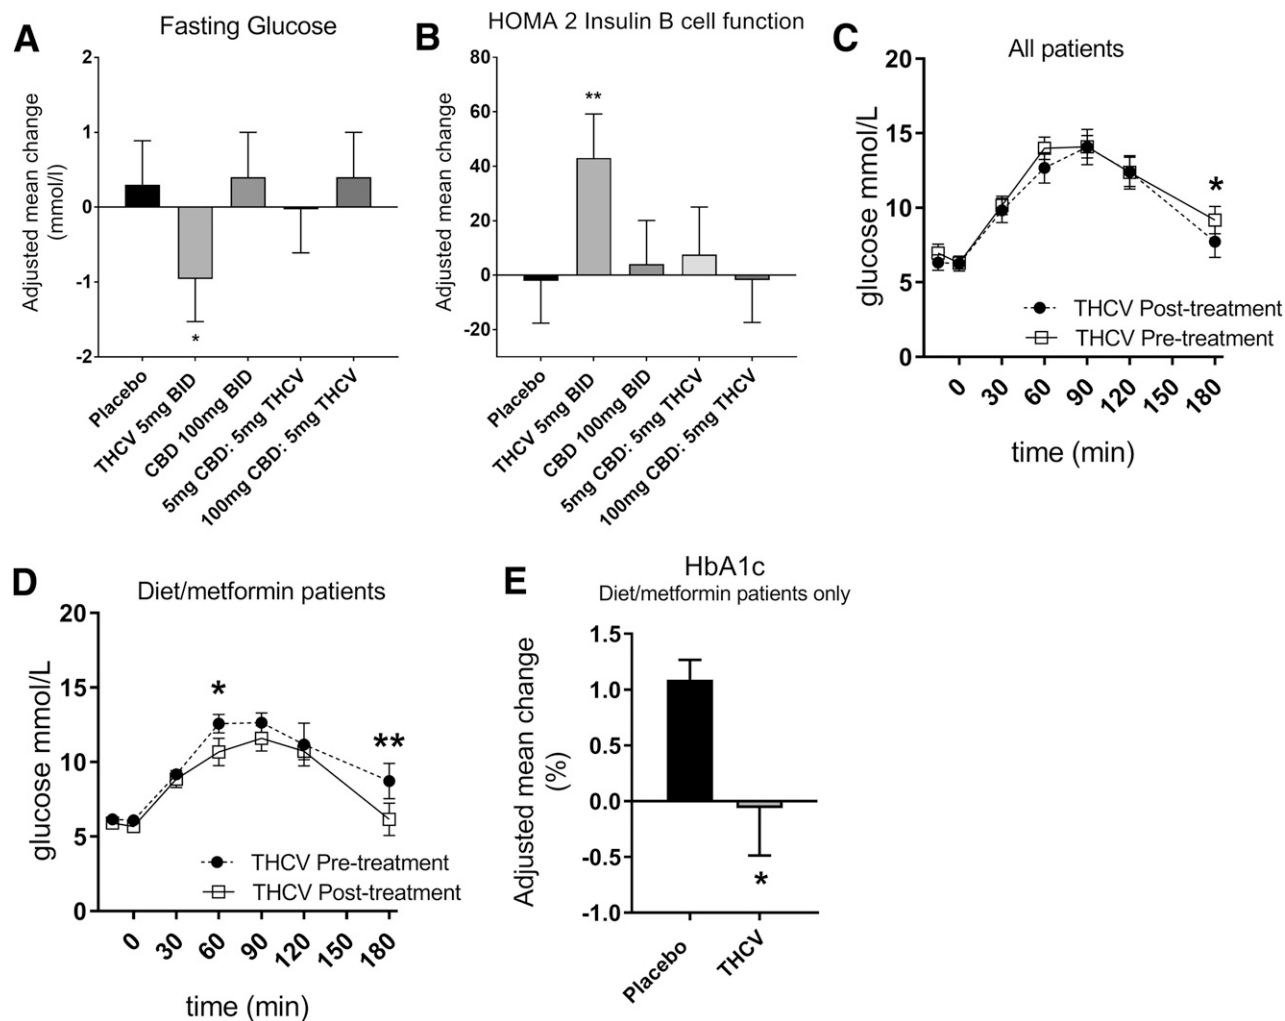 A
Fasting Glucose
Adjusted mean change
(mmol/l)
2
1
0
-1
-2
*
Placebo
THCV 5mg BID
CBD 100mg BID
5mg CBD: 5mg THCV
100mg CBD: 5mg THCV
B
HOMA 2 Insulin B cell function
Adjusted mean change
80
60
40
20
0
-20
**
Placebo
THCV 5mg BID
CBD 100mg BID
5mg CBD: 5mg THCV
100mg CBD: 5mg THCV
C
All patients
glucose mmol/L
20
15
10
5
0
*
THCV Post-treatment
THCV Pre-treatment
0 30 60 90 120 150 180
time (min)
D
Diet/metformin patients
glucose mmol/L
20
15
10
5
0
*
**
THCV Pre-treatment
THCV Post-treatment
0 30 60 90 120 150 180
time (min)
E
HbA1c
Diet/metformin patients only
Adjusted mean change
(%)
1.5
1.0
0.5
0.0
-0.5
-1.0
*
Placebo
THCV